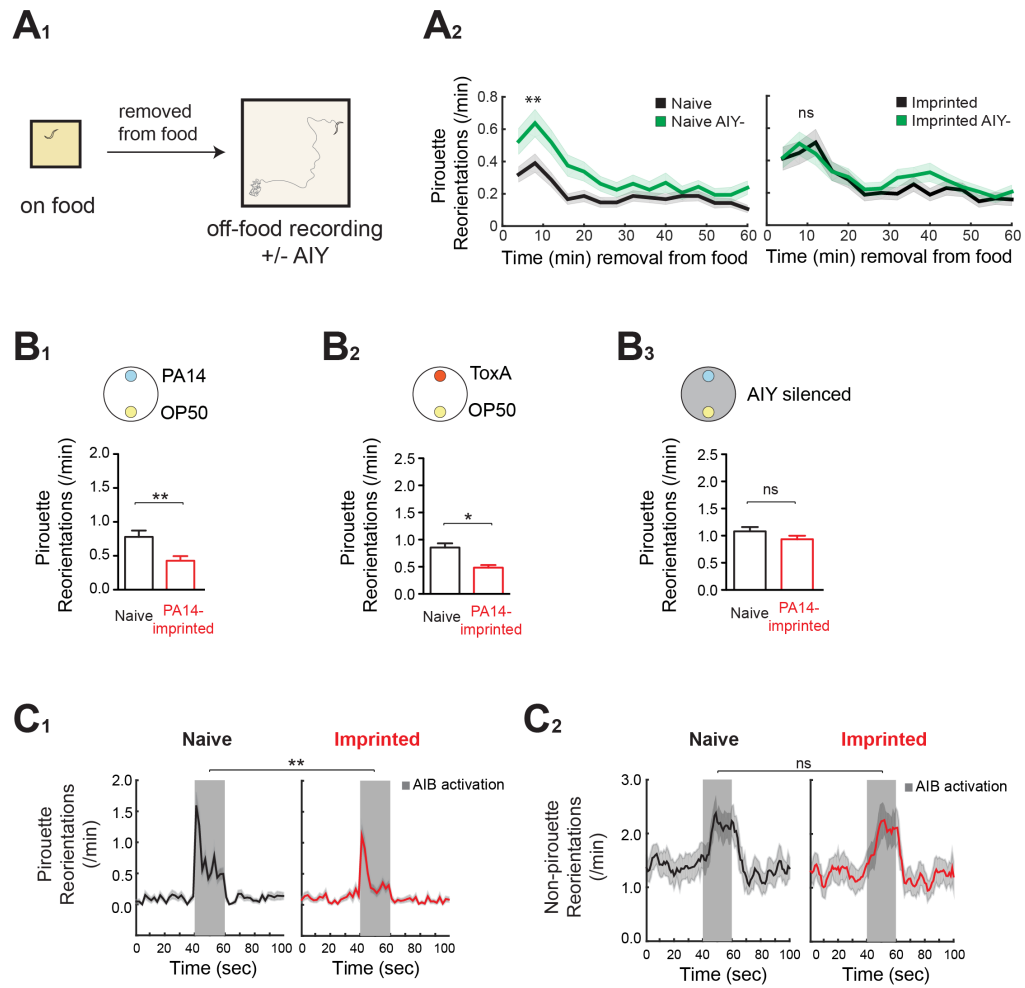 A1
removed
from food
on food
off-food recording
+/- AIY
A2
Pirouette
Reorientations (/min)
0.8
0.6
0.4
0.2
0
**
Naive
Naive AIY-
0 10 20 30 40 50 60
Time (min) removal from food
ns
Imprinted
Imprinted AIY-
0 10 20 30 40 50 60
Time (min) removal from food
B1
PA14
OP50
Pirouette
Reorientations (/min)
2.0
1.5
1.0
0.5
0.0
**
Naive
PA14-
imprinted
B2
ToxA
OP50
Pirouette
Reorientations (/min)
2.5
2.0
1.5
1.0
0.5
0.0
*
Naive
PA14-
imprinted
B3
AIY silenced
Pirouette
Reorientations (/min)
2.5
2.0
1.5
1.0
0.5
0.0
ns
Naive
PA14-
imprinted
C1
Naive
Imprinted
**
AIB activation
Pirouette
Reorientations
(/min)
2.0
1.5
1.0
0.5
0.0
0 20 40 60 80 100
Time (sec)
0 20 40 60 80 100
Time (sec)
C2
Naive
Imprinted
ns
AIB activation
Non-pirouette
Reorientations
(/min)
3.0
2.0
1.0
0.0
0 20 40 60 80 100
Time (sec)
0 20 40 60 80 100
Time (sec)